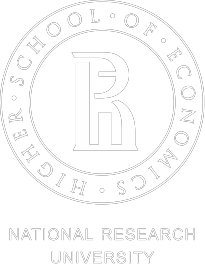 HIGHER · SCHOOL · OF · ECONOMICS ·
NATIONAL RESEARCH
UNIVERSITY